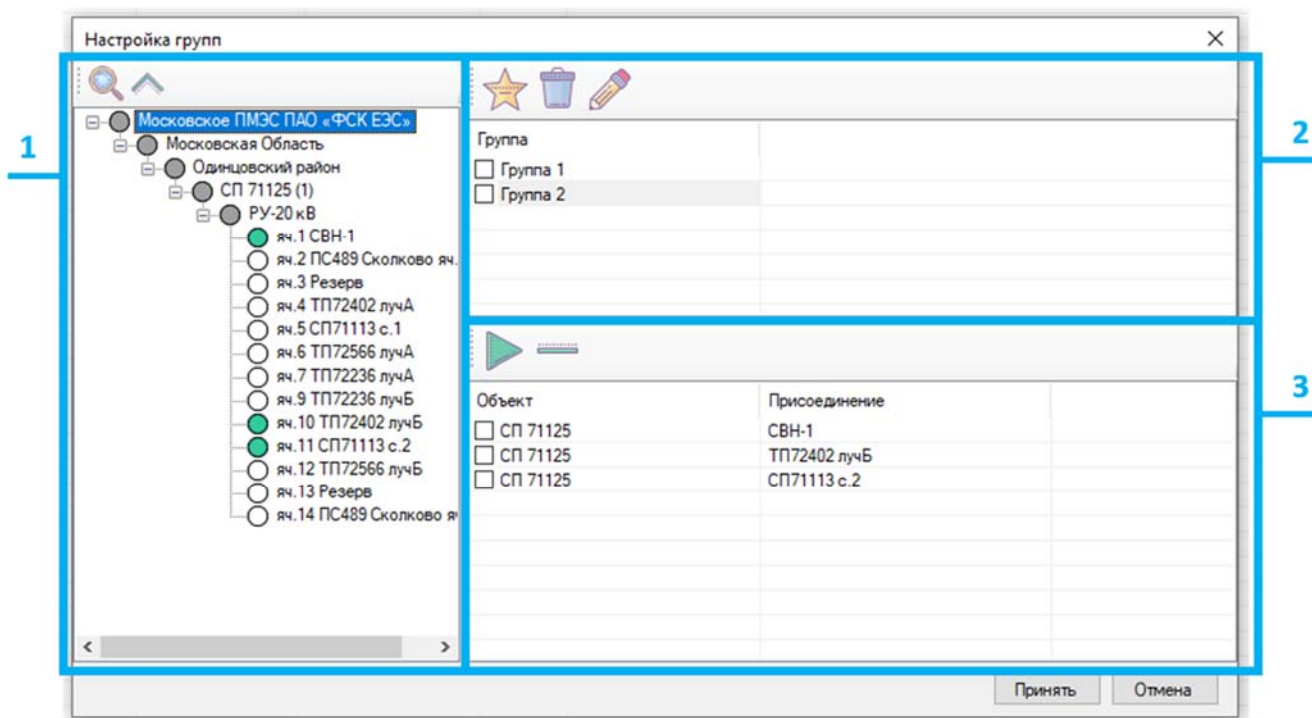 Настройка групп
1
Московское ПМЭС ПАО «ФСК ЕЭС»
Московская Область
Одинцовский район
СП 71125 (1)
РУ-20 кВ
яч.1 СВН-1
яч.2 ПС489 Сколково яч.
яч.3 Резерв
яч.4 ТП72402 лучА
яч.5 СП71113 с.1
яч.6 ТП72566 лучА
яч.7 ТП72236 лучА
яч.9 ТП72236 лучБ
яч.10 ТП72402 лучБ
яч.11 СП71113 с.2
яч.12 ТП72566 лучБ
яч.13 Резерв
яч.14 ПС489 Сколково я
2
Группа
Группа 1
Группа 2
3
Объект Присоединение
СП 71125 СВН-1
СП 71125 ТП72402 лучБ
СП 71125 СП71113 с.2
Принять Отмена